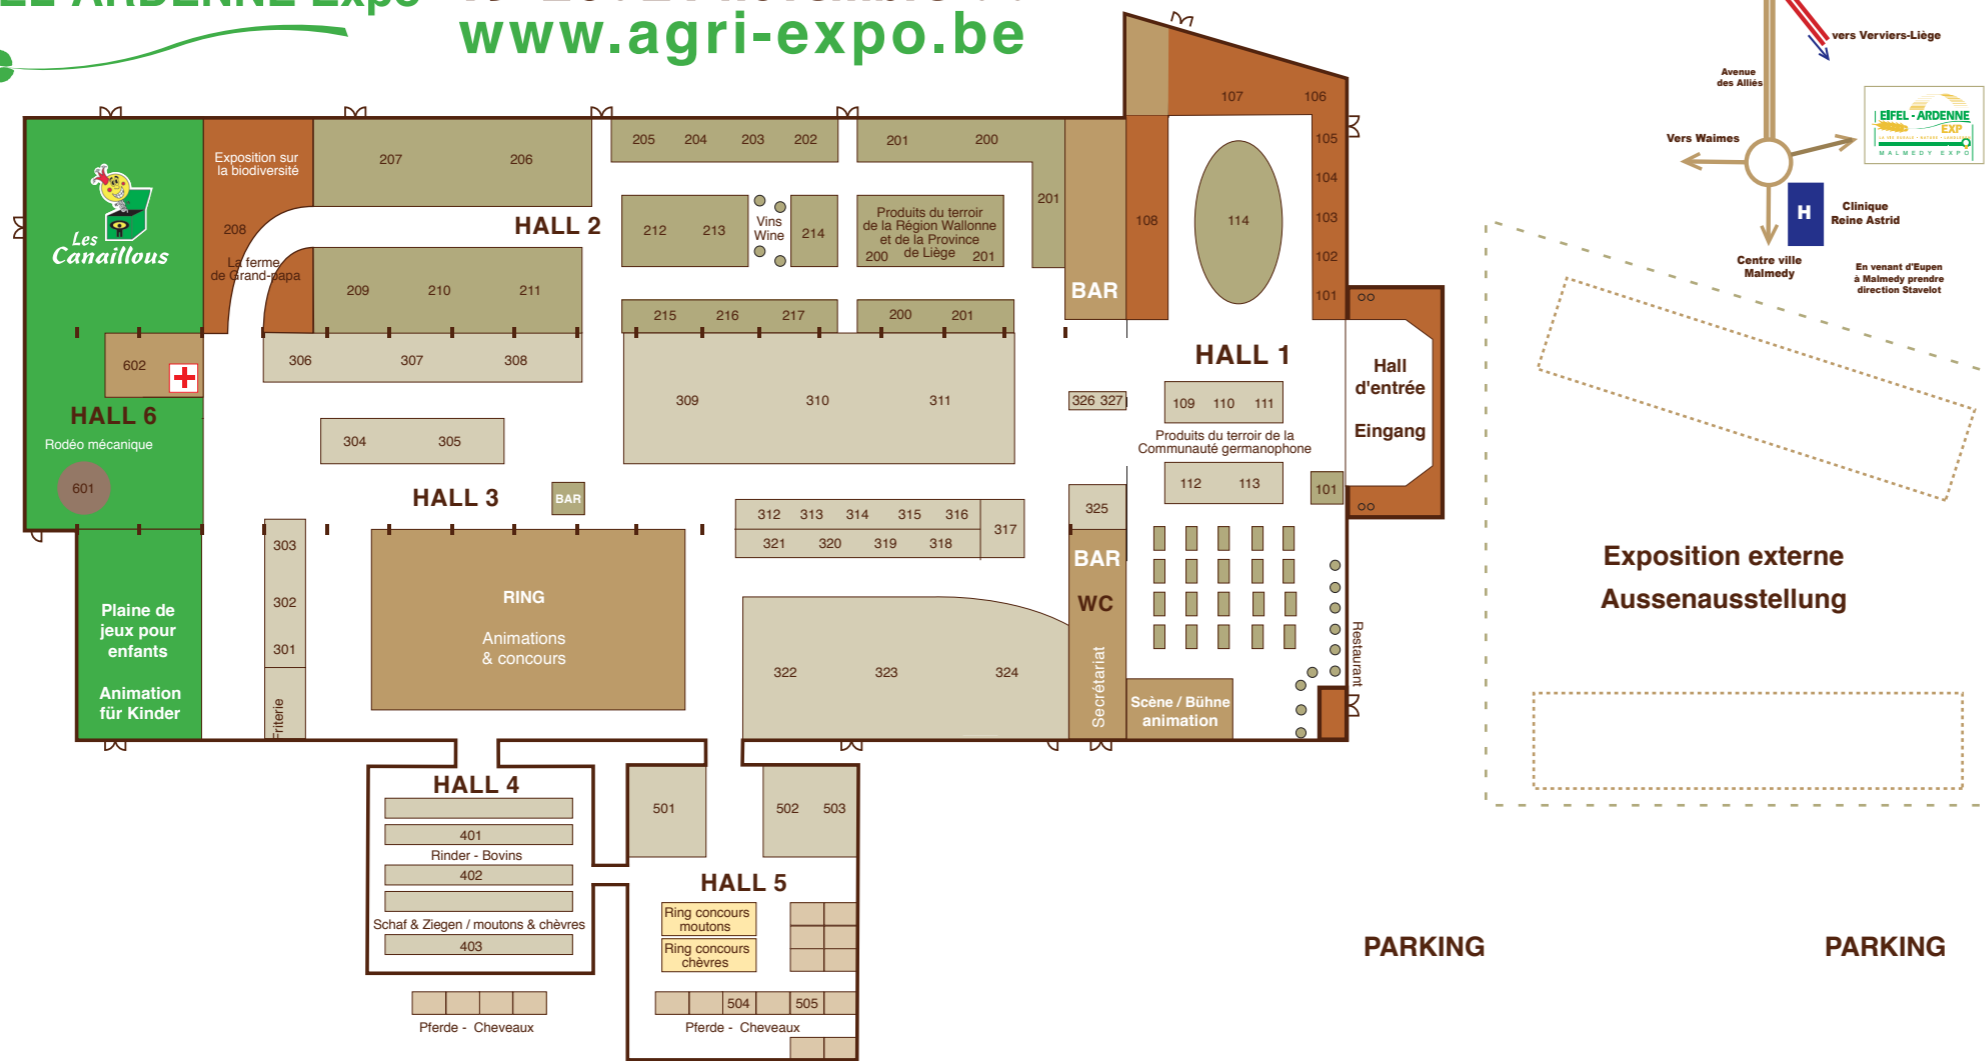 www.agri-expo.be
vers Verviers-Liège
Avenue
des Alliés
Vers Waimes
EIFEL - ARDENNE
EXP
MALMEDY EXPO
H
Clinique
Reine Astrid
Centre ville
Malmedy
En venant d'Eupen
à Malmedy prendre
direction Stavelot
Les
Canaillous
Exposition sur
la biodiversité
208
La ferme
de Grand-papa
207
206
HALL 2
205
204
203
202
201
200
201
212
213
Vins
Wine
214
Produits du terroir
de la Région Wallonne
et de la Province
de Liège
200
201
209
210
211
215
216
217
200
201
BAR
107
106
105
104
103
102
101
108
114
HALL 1
Hall
d'entrée
Eingang
109
110
111
Produits du terroir de la
Communauté germanophone
112
113
101
326 327
325
BAR
WC
Secrétariat
Scène / Bühne
animation
Restaurant
602
HALL 6
Rodéo mécanique
601
Plaine de
jeux pour
enfants
Animation
für Kinder
306
307
308
304
305
309
310
311
HALL 3
BAR
303
302
301
Friterie
RING
Animations
& concours
312
313
314
315
316
317
321
320
319
318
322
323
324
HALL 4
401
Rinder - Bovins
402
Schaf & Ziegen / moutons & chèvres
403
Pferde - Cheveaux
501
502
503
HALL 5
Ring concours
moutons
Ring concours
chèvres
504
505
Pferde - Cheveaux
Exposition externe
Aussenausstellung
PARKING
PARKING